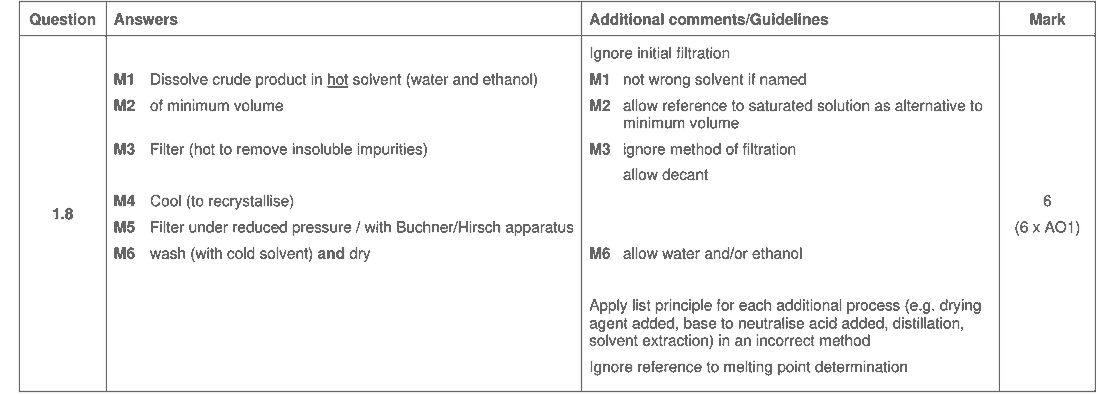 Question Answers Additional comments/Guidelines Mark
Ignore initial filtration
M1 Dissolve crude product in hot solvent (water and ethanol) M1 not wrong solvent if named
M2 of minimum volume M2 allow reference to saturated solution as alternative to
minimum volume
M3 Filter (hot to remove insoluble impurities) M3 ignore method of filtration
allow decant
M4 Cool (to recrystallise) 6
1.8
M5 Filter under reduced pressure / with Buchner/Hirsch apparatus (6 x AO1)
M6 wash (with cold solvent) and dry M6 allow water and/or ethanol
Apply list principle for each additional process (e.g. drying
agent added, base to neutralise acid added, distillation,
solvent extraction) in an incorrect method
Ignore reference to melting point determination